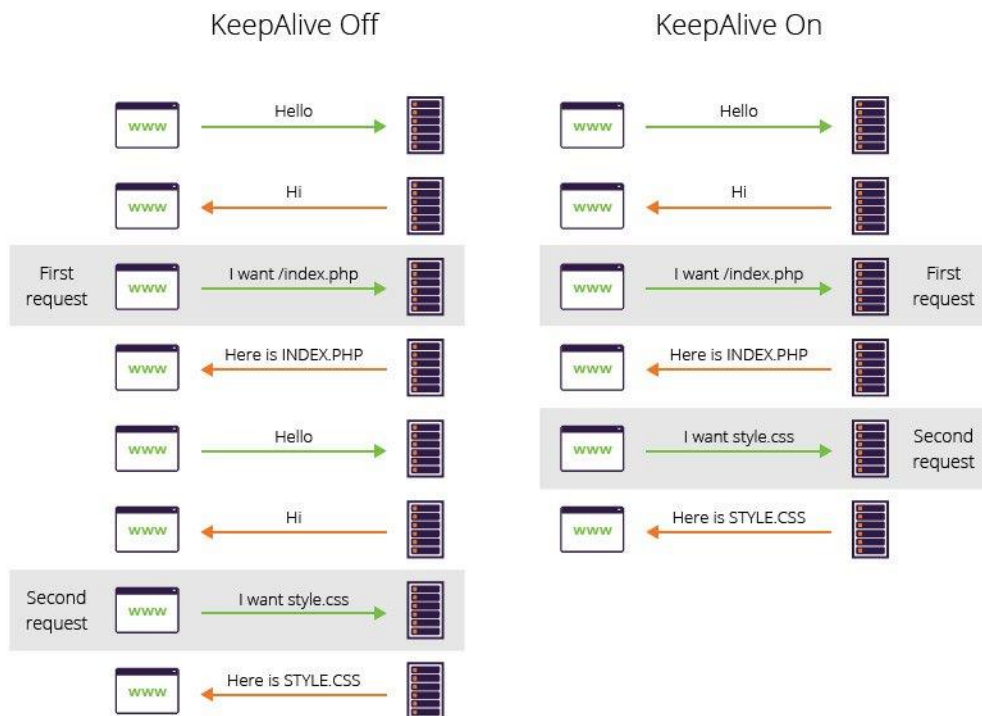 KeepAlive Off
www
Hello
www
Hi
First
request
www
I want /index.php
www
Here is INDEX.PHP
www
Hello
www
Hi
Second
request
www
I want style.css
www
Here is STYLE.CSS
KeepAlive On
www
Hello
www
Hi
www
I want /index.php
First
request
www
Here is INDEX.PHP
www
I want style.css
Second
request
www
Here is STYLE.CSS